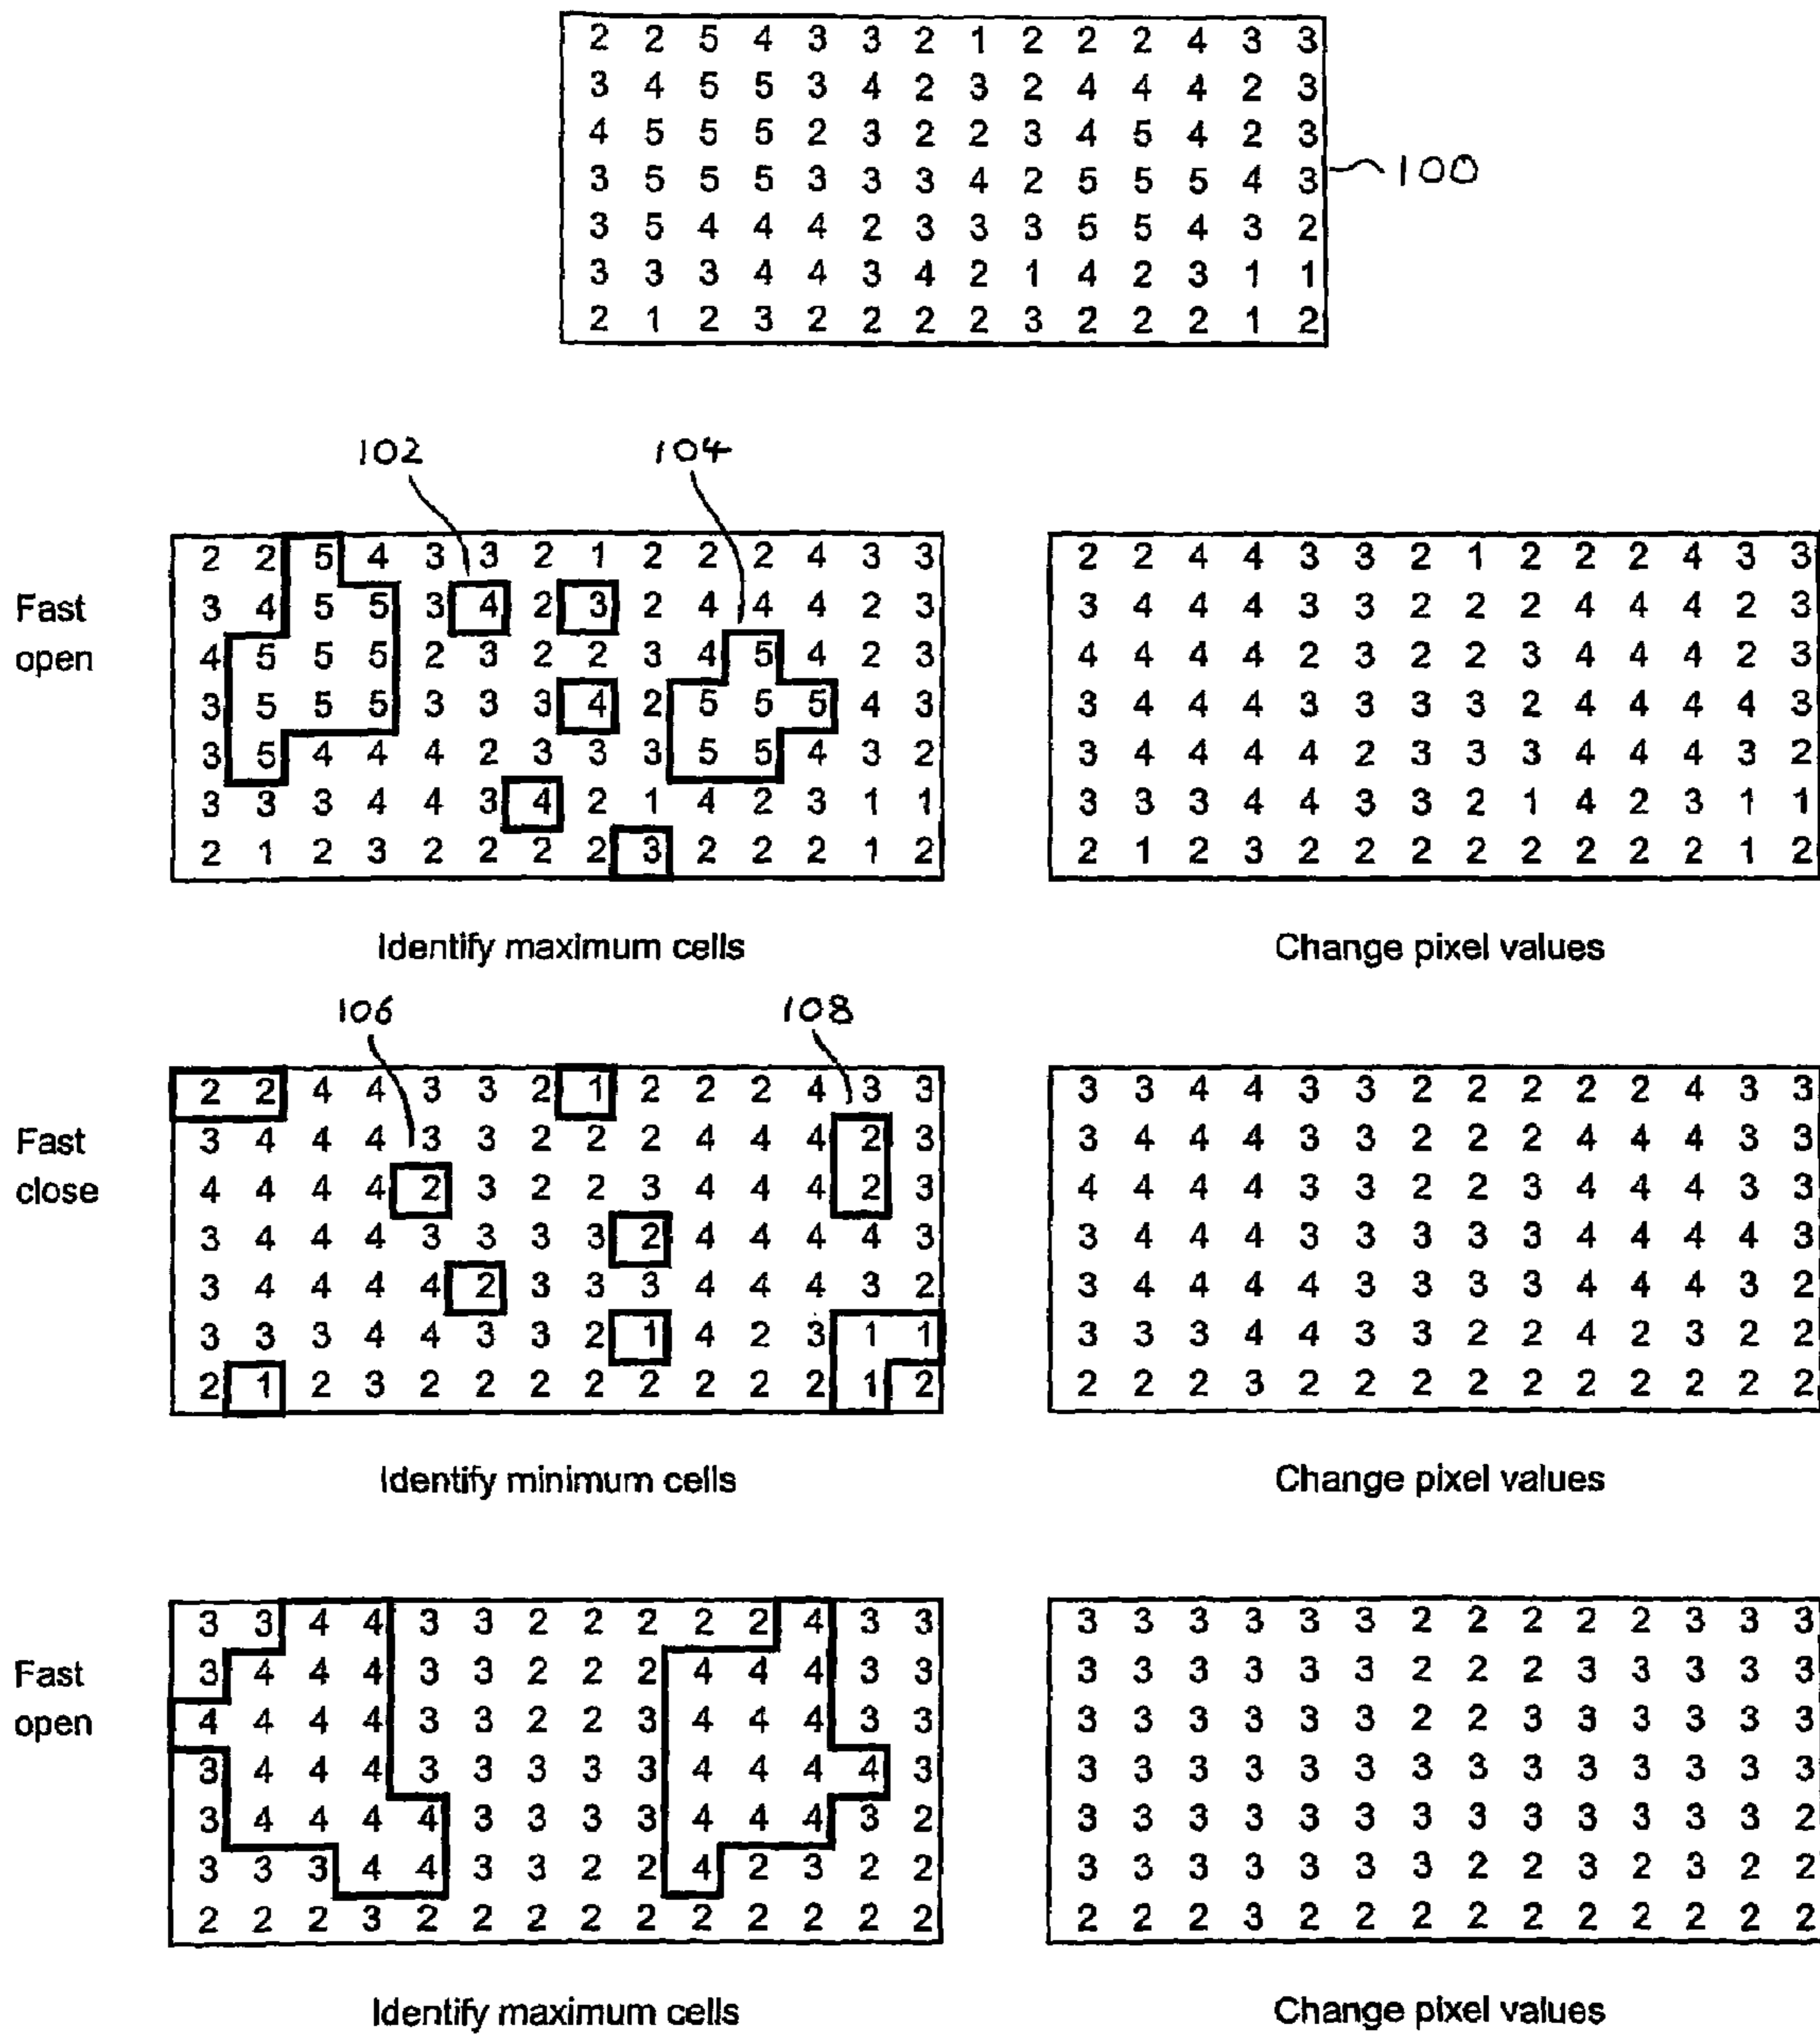 2 2 5 4 3 3 2 1 2 2 2 4 3 3
3 4 5 5 3 4 2 3 2 4 4 4 2 3
4 5 5 5 2 3 2 2 3 4 5 4 2 3
3 5 5 5 3 3 3 4 2 5 5 5 4 3
100
3 5 4 4 4 2 3 3 3 5 5 4 3 2
3 3 3 4 4 3 4 2 1 4 2 3 1 1
2 1 2 3 2 2 2 2 3 2 2 2 1 2
102 104
Fast open
2 2 5 4 3 3 2 1 2 2 2 4 3 3
3 4 5 5 3 4 2 3 2 4 4 4 2 3
4 5 5 5 2 3 2 2 3 4 5 4 2 3
3 5 5 5 3 3 3 4 2 5 5 5 4 3
3 5 4 4 4 2 3 3 3 5 5 4 3 2
3 3 3 4 4 3 4 2 1 4 2 3 1 1
2 1 2 3 2 2 2 2 3 2 2 2 1 2
Identify maximum cells
2 2 4 4 3 3 2 1 2 2 2 4 3 3
3 4 4 4 3 3 2 2 2 4 4 4 2 3
4 4 4 4 2 3 2 2 3 4 4 4 2 3
3 4 4 4 3 3 3 3 2 4 4 4 4 3
3 4 4 4 4 2 3 3 3 4 4 4 3 2
3 3 3 4 4 3 3 2 1 4 2 3 1 1
2 1 2 3 2 2 2 2 2 2 2 2 1 2
Change pixel values
106 108
Fast close
2 2 4 4 3 3 2 1 2 2 2 4 3 3
3 4 4 4 3 3 2 2 2 4 4 4 2 3
4 4 4 4 2 3 2 2 3 4 4 4 2 3
3 4 4 4 3 3 3 3 2 4 4 4 4 3
3 4 4 4 4 2 3 3 3 4 4 4 3 2
3 3 3 4 4 3 3 2 1 4 2 3 1 1
2 1 2 3 2 2 2 2 2 2 2 2 1 2
Identify minimum cells
3 3 4 4 3 3 2 2 2 2 2 4 3 3
3 4 4 4 3 3 2 2 2 4 4 4 3 3
4 4 4 4 3 3 2 2 3 4 4 4 3 3
3 4 4 4 3 3 3 3 3 4 4 4 4 3
3 4 4 4 4 3 3 3 3 4 4 4 3 2
3 3 3 4 4 3 3 2 2 4 2 3 2 2
2 2 2 3 2 2 2 2 2 2 2 2 2 2
Change pixel values
Fast open
3 3 4 4 3 3 2 2 2 2 2 4 3 3
3 4 4 4 3 3 2 2 2 4 4 4 3 3
4 4 4 4 3 3 2 2 3 4 4 4 3 3
3 4 4 4 3 3 3 3 3 4 4 4 4 3
3 4 4 4 4 3 3 3 3 4 4 4 3 2
3 3 3 4 4 3 3 2 2 4 2 3 2 2
2 2 2 3 2 2 2 2 2 2 2 2 2 2
Identify maximum cells
3 3 3 3 3 3 2 2 2 2 2 3 3 3
3 3 3 3 3 3 2 2 2 3 3 3 3 3
3 3 3 3 3 3 2 2 3 3 3 3 3 3
3 3 3 3 3 3 3 3 3 3 3 3 3 3
3 3 3 3 3 3 3 3 3 3 3 3 3 2
3 3 3 3 3 3 3 2 2 3 2 3 2 2
2 2 2 3 2 2 2 2 2 2 2 2 2 2
Change pixel values